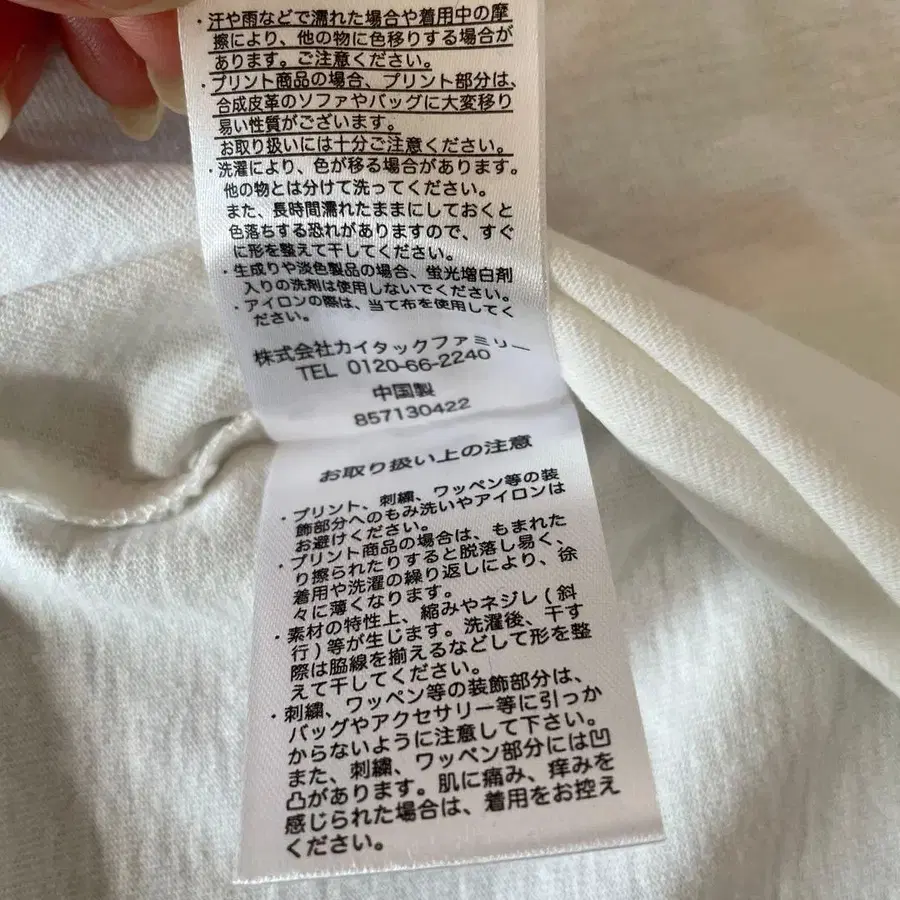 ・汗や雨などで濡れた場合や着用中の摩
擦により、他の物に色移りする場合が
あります。ご注意ください。
・プリント商品の場合、プリント部分は、
合成皮革のソファやバッグに大変移り
易い性質がございます。
お取り扱いには十分ご注意ください。
・洗濯により、色が移る場合があります。
他の物とは分けて洗ってください。
また、長時間濡れたままにしておくと
色落ちする恐れがありますので、すぐ
に形を整えて干してください。
・生成りや淡色製品の場合、蛍光増白剤
入りの洗剤は使用しないでください。
・アイロンの際は、当て布を使用してく
ださい。
株式会社カイタックファミリー
TEL 0120-66-2240
中国製
857130422
お取り扱い上の注意
・プリント、刺繍、ワッペン等の装
飾部分へのもみ洗いやアイロンは
お避けください。
・プリント商品の場合は、もまれた
り擦られたりすると脱落し易く、
着用や洗濯の繰り返しにより、徐
々に薄くなります。
・素材の特性上、縮みやネジレ(斜
行)等が生じます。洗濯後、干す
際は脇線を揃えるなどして形を整
えて干してください。
・刺繍、ワッペン等の装飾部分は、
バッグやアクセサリー等に引っか
からないように注意して下さい。
また、刺繍、ワッペン部分には凹
凸があります。肌に痛み、痒みを
感じられた場合は、着用をお控え
ください。